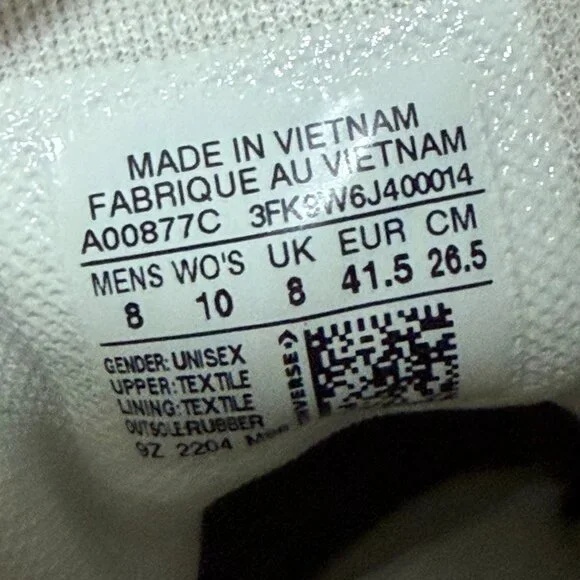 MADE IN VIETNAM
FABRIQUE AU VIETNAM
A00877C 3FK9W6J400014
MENS WO'S UK EUR CM
8 10 8 41.5 26.5
GENDER: UNISEX
UPPER:TEXTILE
LINING:TEXTILE
OUTSOLE:RUBBER
9Z 2204